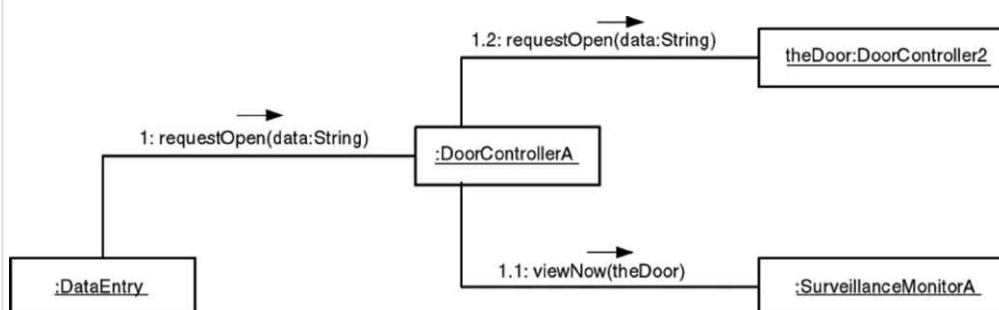 1.2: requestOpen(data:String)
theDoor:DoorController2
1: requestOpen(data:String)
:DoorControllerA
1.1: viewNow(theDoor)
:DataEntry
:SurveillanceMonitorA